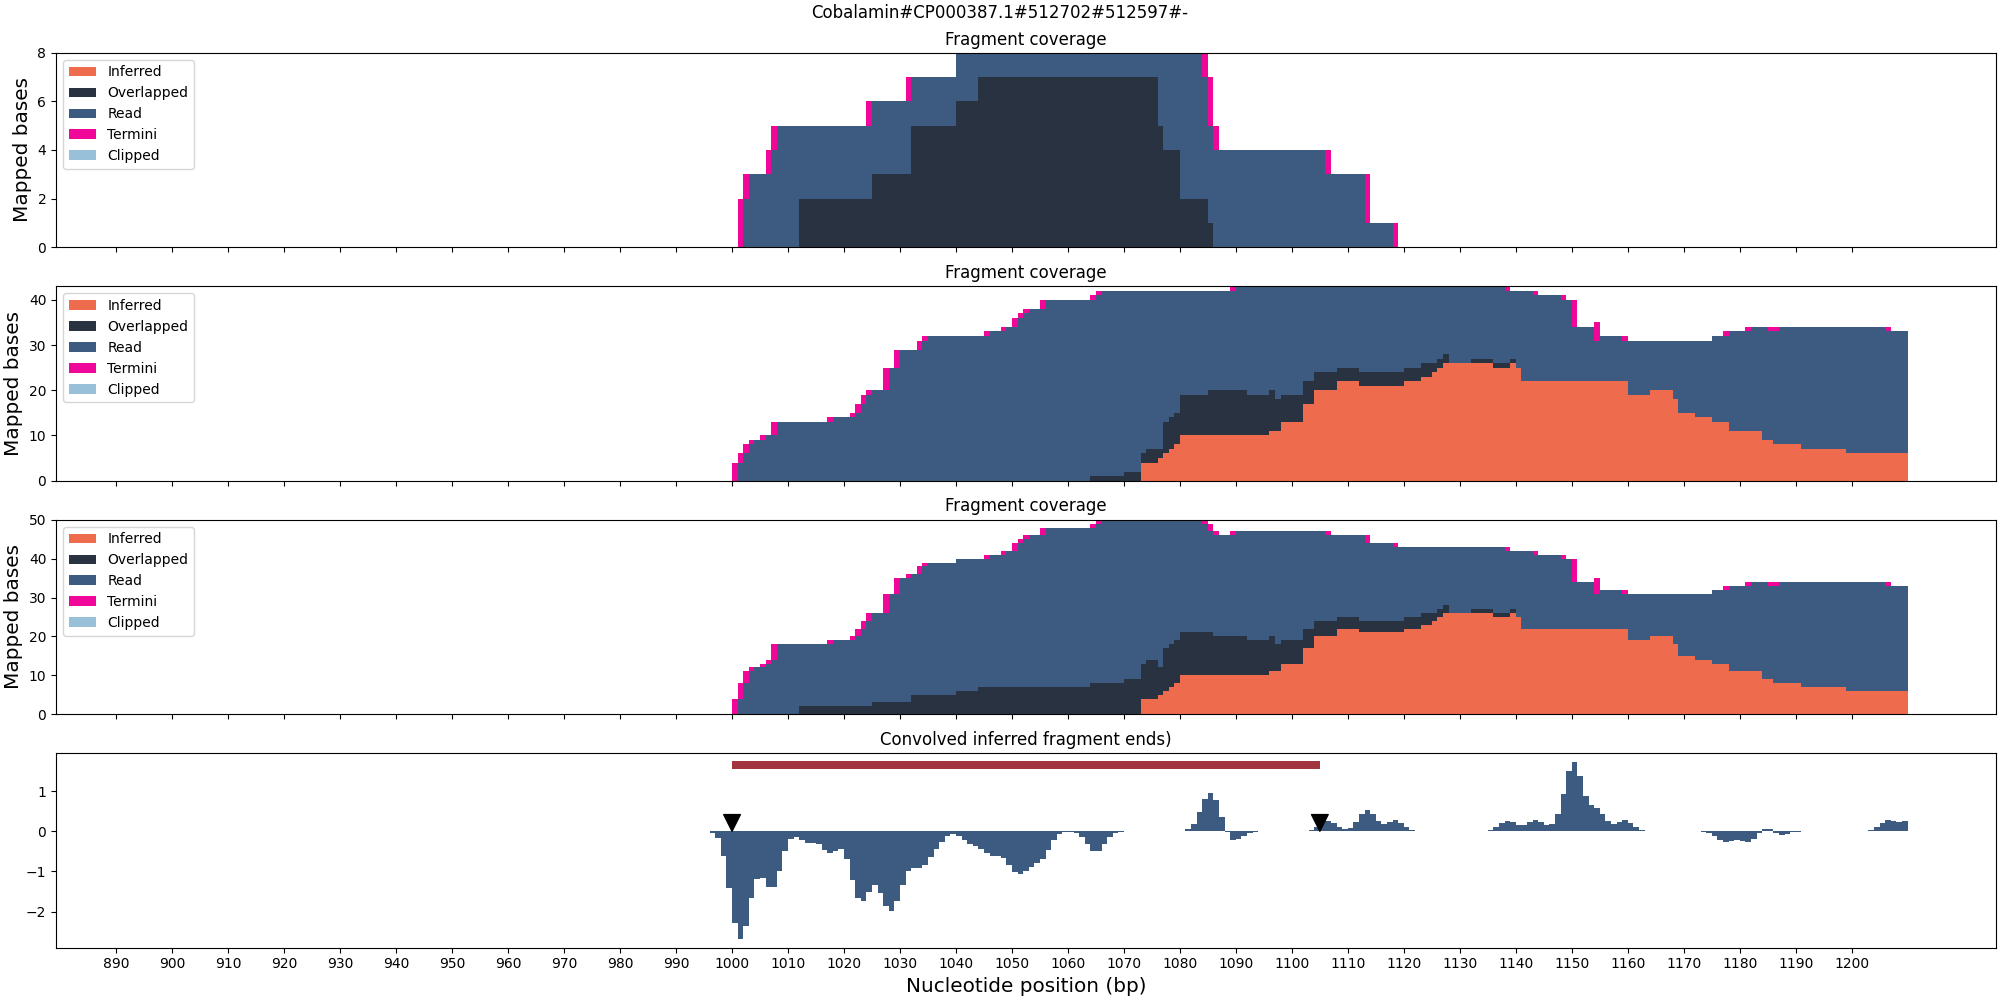 Cobalamin#CP000387.1#512702#512597#-
Fragment coverage
Mapped bases
8
6
4
2
0
Inferred
Overlapped
Read
Termini
Clipped
Fragment coverage
Mapped bases
40
30
20
10
0
Inferred
Overlapped
Read
Termini
Clipped
Fragment coverage
Mapped bases
50
40
30
20
10
0
Inferred
Overlapped
Read
Termini
Clipped
Convolved inferred fragment ends)
1
0
−1
−2
890 900 910 920 930 940 950 960 970 980 990 1000 1010 1020 1030 1040 1050 1060 1070 1080 1090 1100 1110 1120 1130 1140 1150 1160 1170 1180 1190 1200
Nucleotide position (bp)